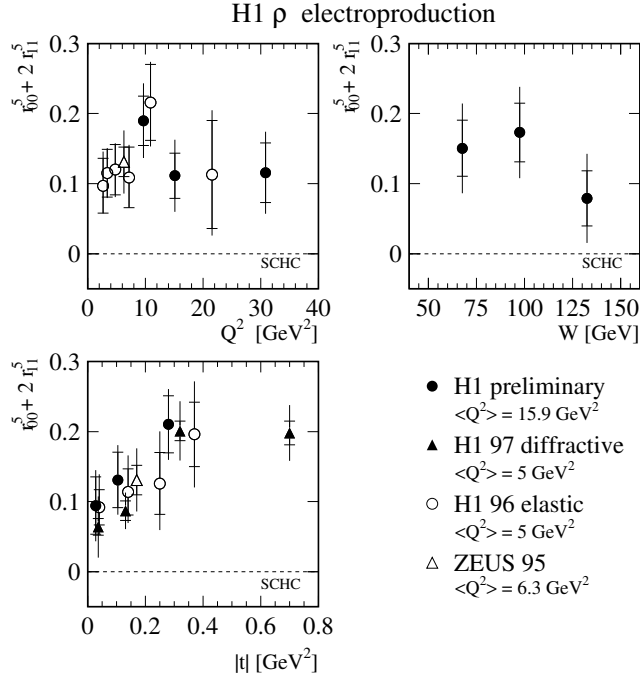 H1 ρ electroproduction
r⁵₀₀ + 2 r⁵₁₁
0.3
0.2
0.1
0
SCHC
0 10 20 30 40
Q² [GeV²]
r⁵₀₀ + 2 r⁵₁₁
0.3
0.2
0.1
0
SCHC
50 75 100 125 150
W [GeV]
r⁵₀₀ + 2 r⁵₁₁
0.3
0.2
0.1
0
SCHC
0 0.2 0.4 0.6 0.8
|t| [GeV²]
H1 preliminary
<Q²> = 15.9 GeV²
H1 97 diffractive
<Q²> = 5 GeV²
H1 96 elastic
<Q²> = 5 GeV²
ZEUS 95
<Q²> = 6.3 GeV²